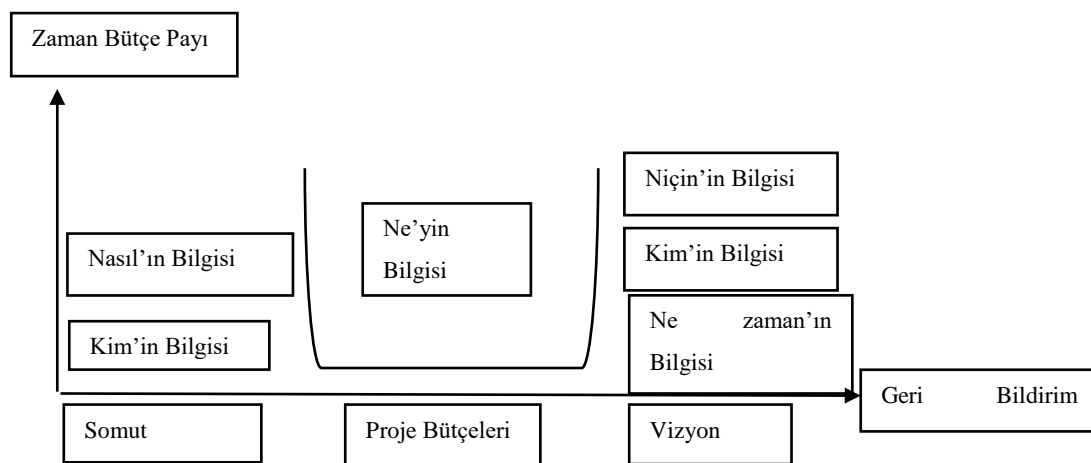 Zaman Bütçe Payı
Niçin’in Bilgisi
Ne’yin
Bilgisi
Nasıl’ın Bilgisi
Kim’in Bilgisi
Kim’in Bilgisi
Ne zaman’ın
Bilgisi
Geri Bildirim
Somut
Proje Bütçeleri
Vizyon